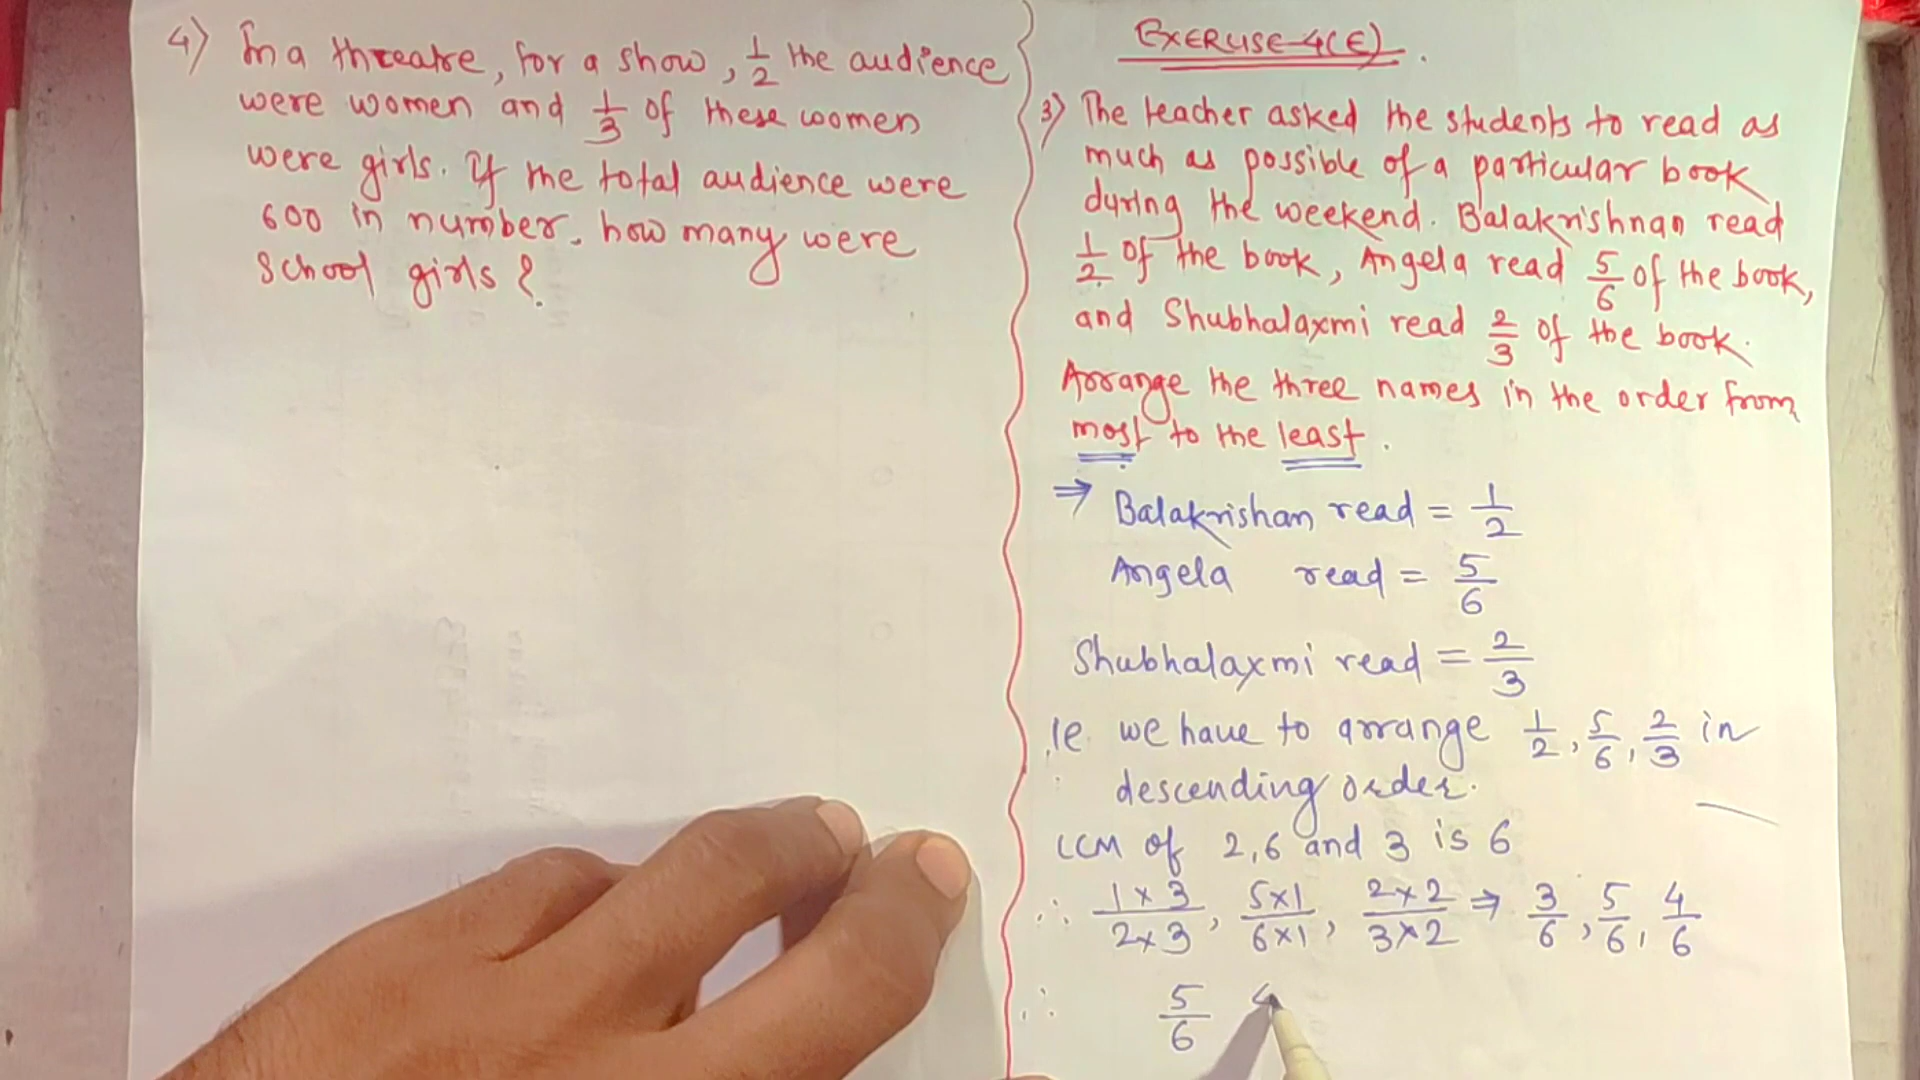 4) In a threatre, for a show, 1/2 the audience
were women and 1/3 of these women
were girls. If the total audience were
600 in number, how many were
School girls?
EXERCISE-4(E).
3) The teacher asked the students to read as
much as possible of a particular book
during the weekend. Balakrishnan read
1/2 of the book, Angela read 5/6 of the book,
and Shubhalaxmi read 2/3 of the book.
Arrange the three names in the order from
most to the least.
⇒ Balakrishan read = 1/2
Angela read = 5/6
Shubhalaxmi read = 2/3
ie. we have to arrange 1/2, 5/6, 2/3 in
descending order.
LCM of 2,6 and 3 is 6
∴ 1×3/2×3, 5×1/6×1, 2×2/3×2 ⇒ 3/6, 5/6, 4/6
∴ 5/6 4